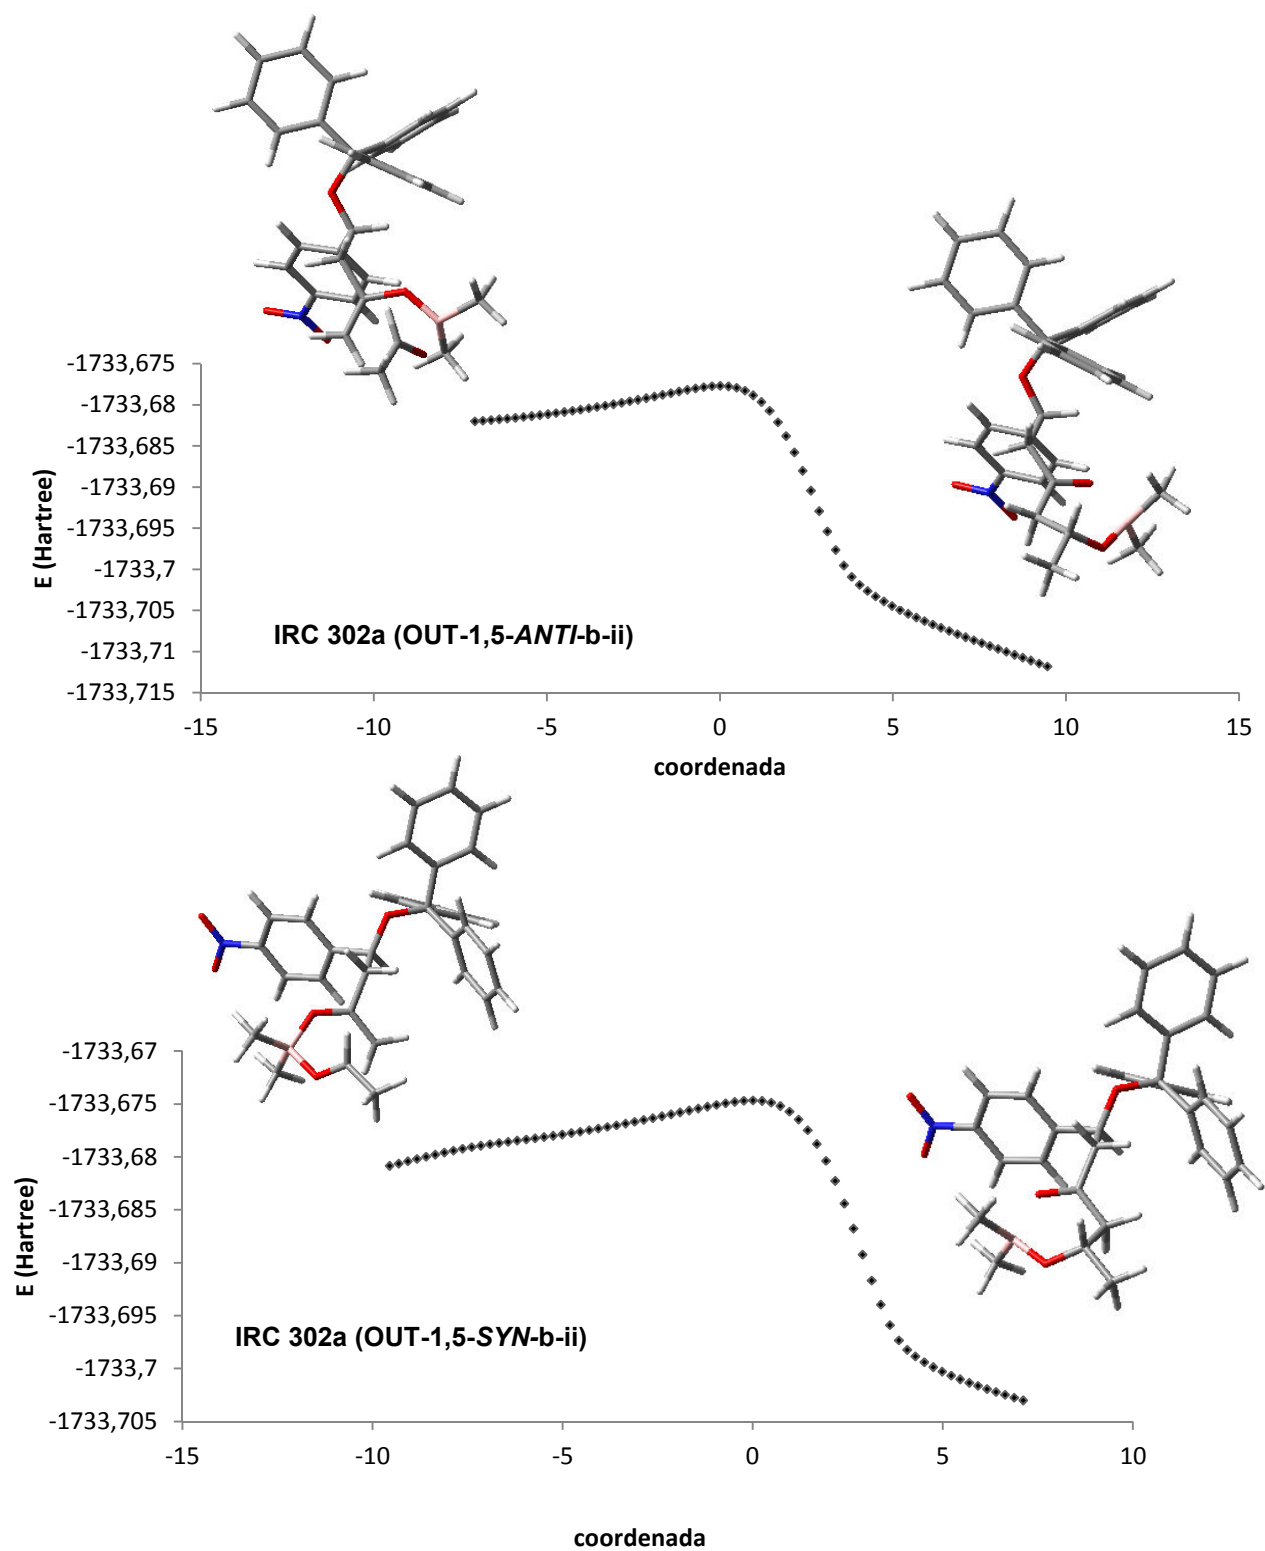 -1733,675
-1733,68
-1733,685
-1733,69
-1733,695
-1733,7
-1733,705
-1733,71
-1733,715
E (Hartree)
IRC 302a (OUT-1,5-ANTI-b-ii)
-15 -10 -5 0 5 10 15
coordenada
-1733,67
-1733,675
-1733,68
-1733,685
-1733,69
-1733,695
-1733,7
-1733,705
E (Hartree)
IRC 302a (OUT-1,5-SYN-b-ii)
-15 -10 -5 0 5 10
coordenada